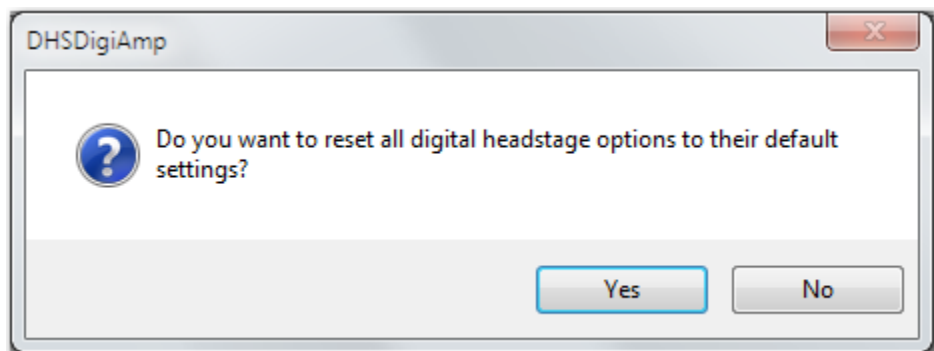 DHSDigiAmp
Do you want to reset all digital headstage options to their default
settings?
Yes
No